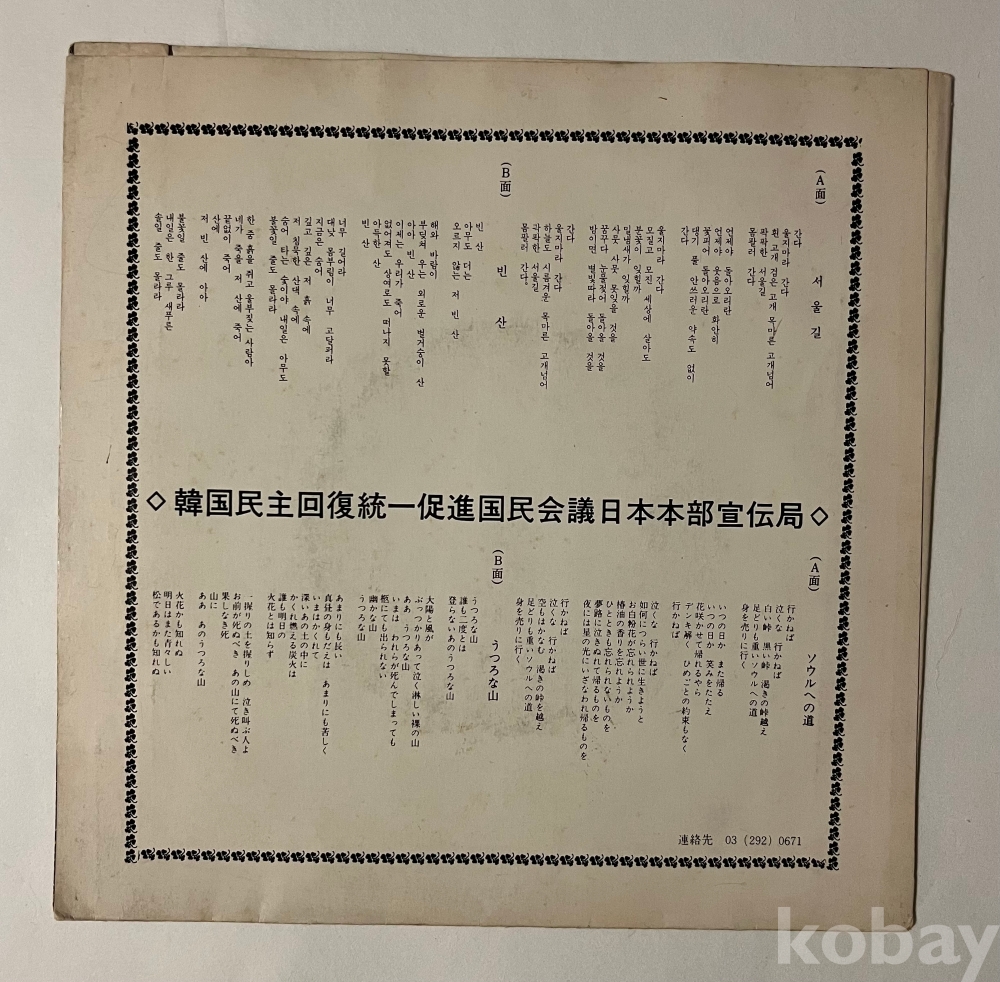 (A面)
서울길
간다
울지마라 간다
흰 고개 검은 고개 목마른 고개넘어
팍팍한 서울길
몸팔러 간다
언제야 돌아오리란
언제야 웃음으로 화안히
꽃피어 돌아오리란
댕기 풀 안쓰러운 약속도 없이
간다
울지마라 간다
모질고 모진 세상에 살아도
분꽃이 잊힐까
밀냄새가 잊힐까
사뭇 사뭇 못잊을 것을
꿈꾸다 눈물젖어 돌아올 것을
밤이면 별빛따라 돌아올 것을
간다
울지마라 간다
하늘도 시름겨운 목마른 고개넘어
팍팍한 서울길
몸팔러 간다。
(B面)
빈 산
빈 산
아무도 더는
오르지 않는 저 빈 산
해와 바람이
부딪쳐 우는 외로운 벌거숭이 산
아아 빈 산
이제는 우리가 죽어
없어져도 상여로도 떠나지 못할
아득한 산
빈 산
너무 길어라
대낮 몸부림이 너무 고달퍼라
지금은 숨어
깊고 깊은 저 흙 속에
저 침묵한 산맥 속에
숨어 타는 숯이야 내일은 아무도
불꽃일 줄도 몰라라
한 줌 흙을 쥐고 울부짖는 사람아
네가 죽을 저 산에 죽어
끝없이 죽어
산에
저 빈 산에 아아
불꽃일 줄도 몰라라
내일은 한 그루 새푸른
솔일 줄도 몰라라
◇韓国民主回復統一促進国民会議日本本部宣伝局◇
(A面)
ソウルへの道
行かねば
泣くな 行かねば
白い峠 黒い峠 渇きの峠越え
足どりも重いソウルへの道
身を売りに行く
いつの日か また帰る
いつの日か 笑みをたたえ
花咲かせて帰れるやら
テンギ解く ひめごとの約束もなく
行かねば
泣くな 行かねば
如何につらい世に生きようと
お白粉花が忘れられようか
椿油の香りを忘れようか
ひとときも忘れられないものを
夢路に泣きぬれて帰るものを
夜には星の光にいざなわれ帰るものを
行かねば
泣くな 行かねば
空もはかなむ 渇きの峠を越え
足どりも重いソウルへの道
身を売りに行く
(B面)
うつろな山
うつろな山
誰も二度とは
登らないあのうつろな山
太陽と風が
ぶっつかりあって泣く淋しい裸の山
ああ うつろな山
いまは われらが死んでしまっても
柩にても出られない
幽かな山
うつろな山
あまりにも長い
真昼の身もだえは あまりにも苦しく
いまはかくれて
深いあの土の中に
かくれ燃える炭火は
誰も明日の
火花とは知らず
一握りの土を握りしめ 泣き叫ぶ人よ
お前が死ぬべき あの山にて死ぬべき
果しなき死
山に
ああ あのうつろな山
火花かも知れぬ
明日はまた青々しい
松であるかも知れぬ
連絡先 03 (292) 0671
kobay